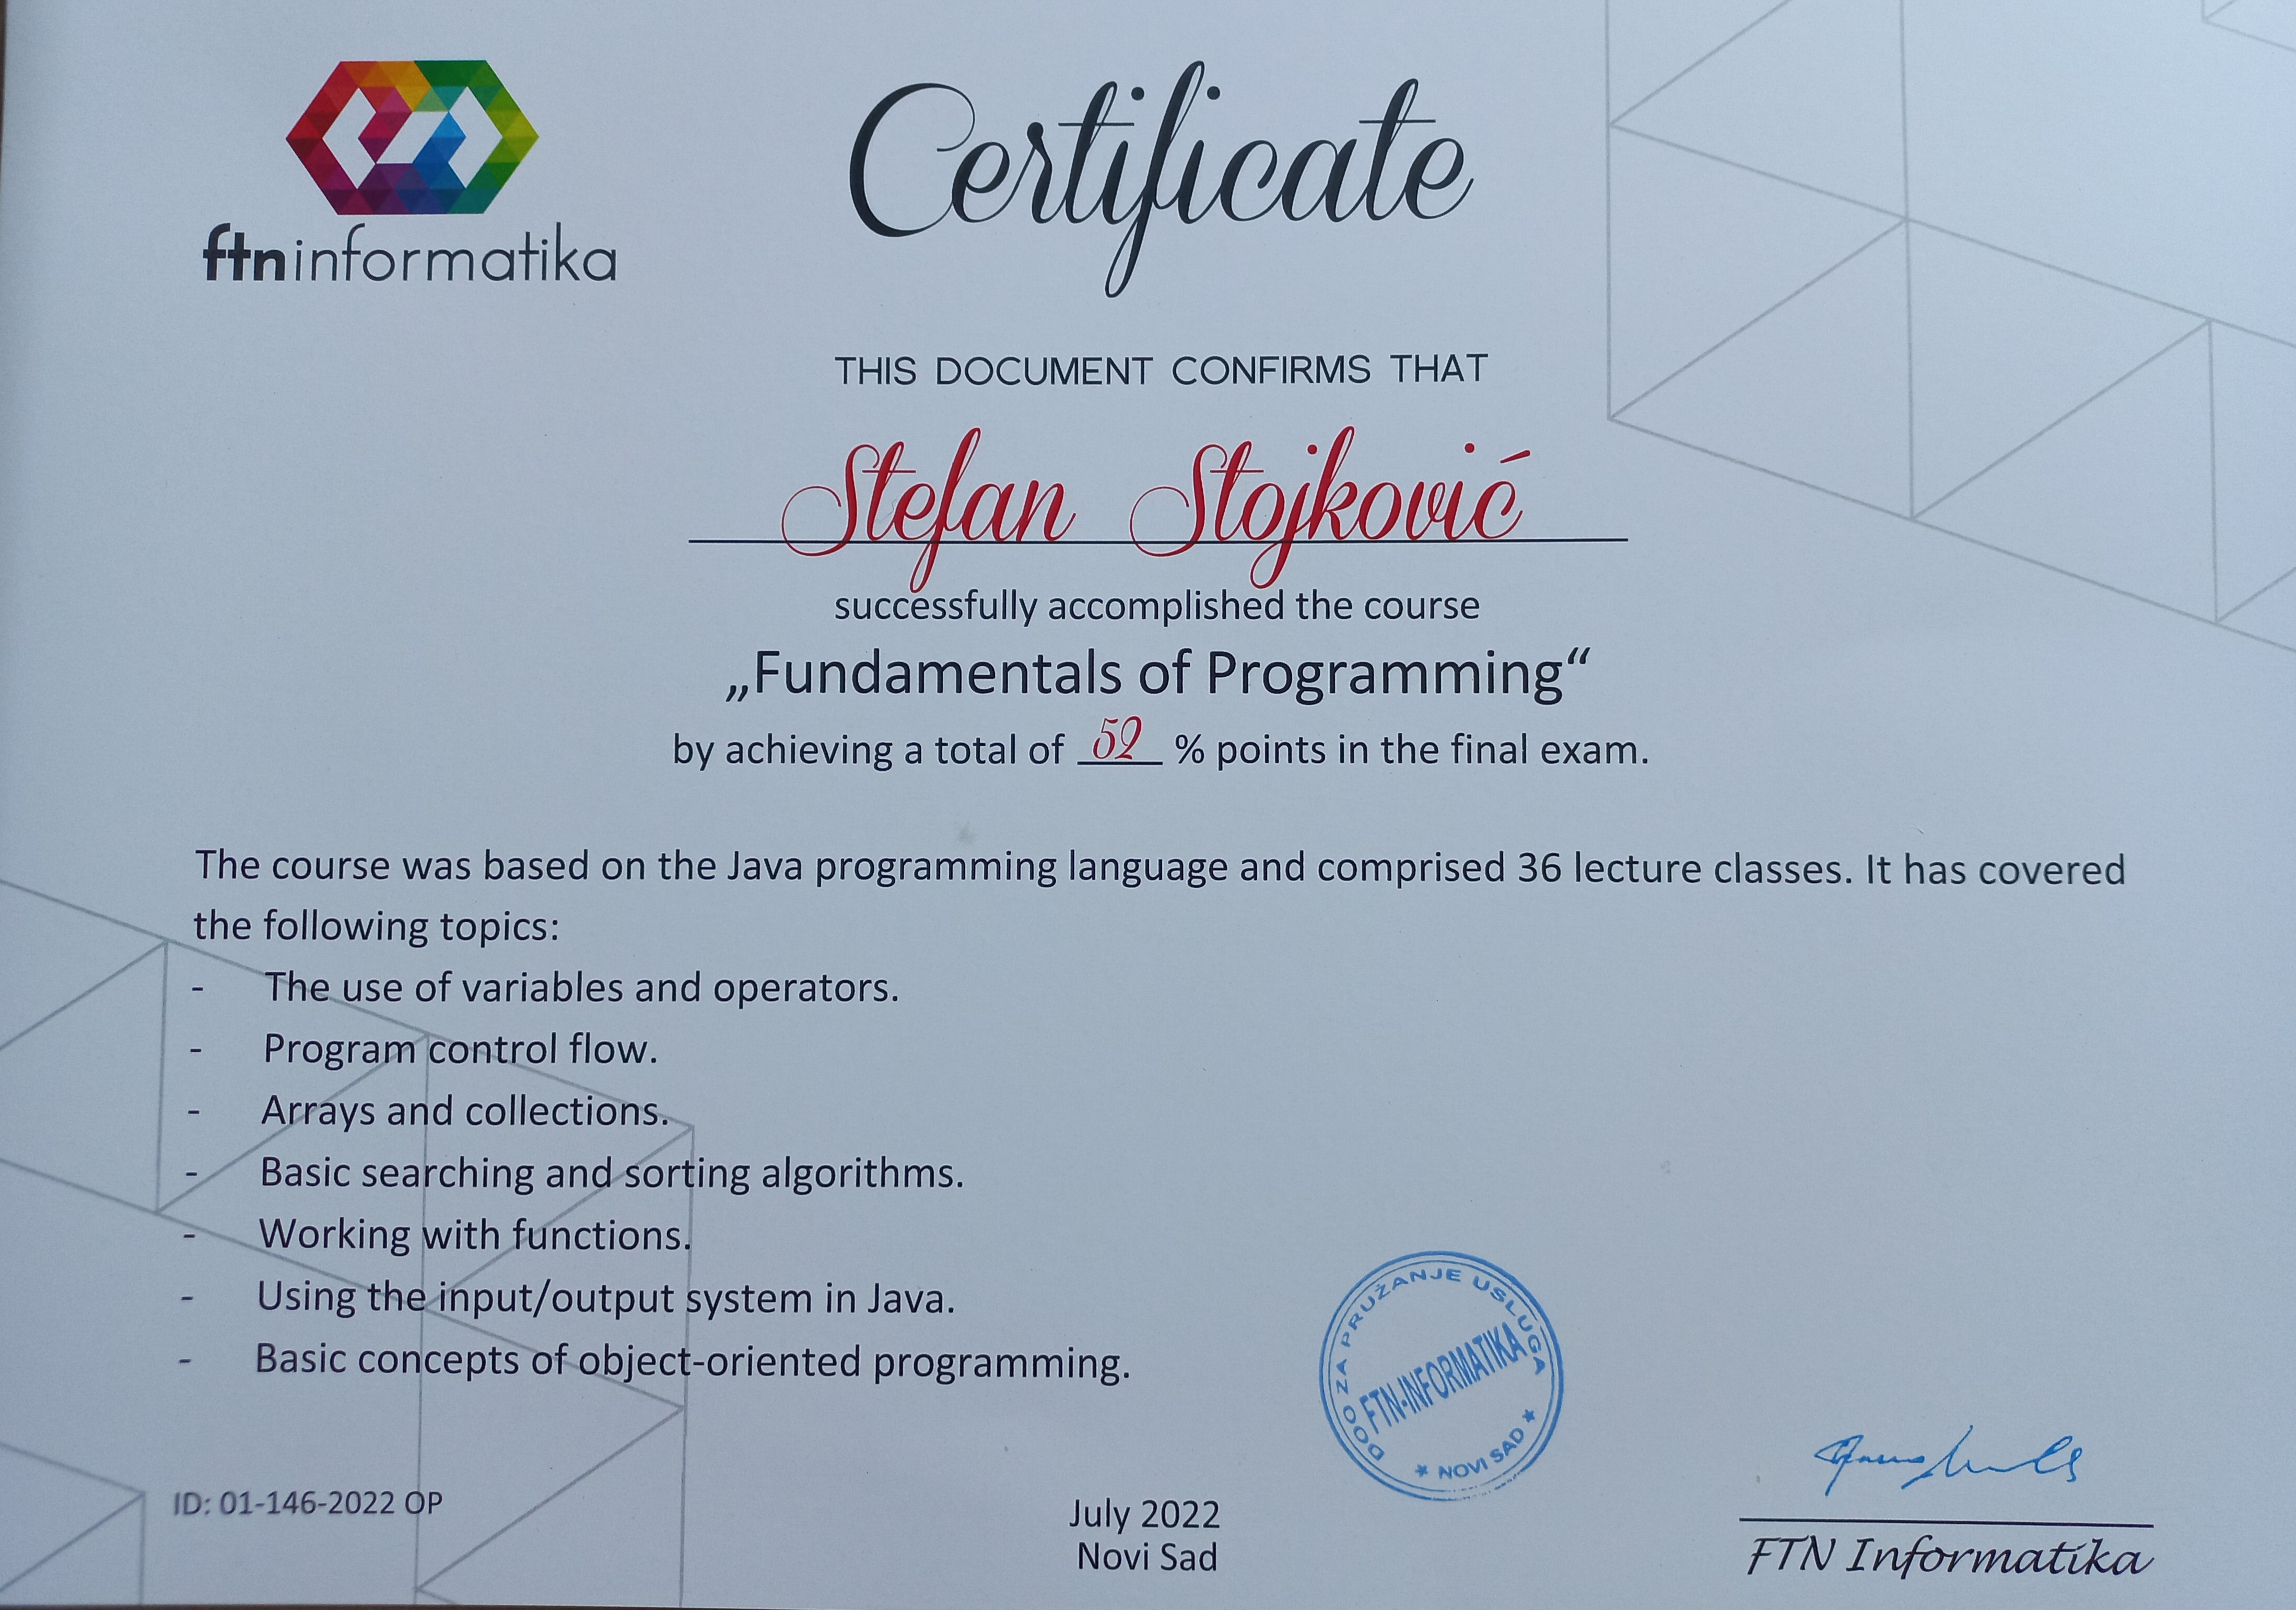 ftninformatika
Certificate
THIS DOCUMENT CONFIRMS THAT
Stefan Stojković
successfully accomplished the course
„Fundamentals of Programming“
by achieving a total of 52 % points in the final exam.
The course was based on the Java programming language and comprised 36 lecture classes. It has covered
the following topics:
- The use of variables and operators.
- Program control flow.
- Arrays and collections.
- Basic searching and sorting algorithms.
- Working with functions.
- Using the input/output system in Java.
- Basic concepts of object-oriented programming.
DOO ZA PRUŽANJE USLUGA
FTN-INFORMATIKA
* NOVI SAD *
ID: 01-146-2022 OP
July 2022
Novi Sad
FTN Informatika